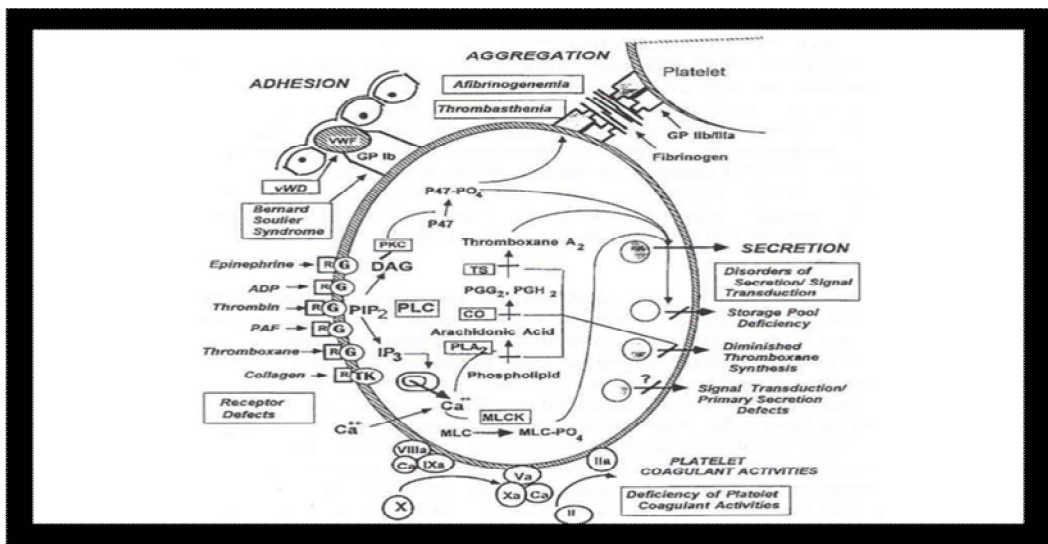 AGGREGATION
Platelet
ADHESION
Afibrinogenemia
Thrombasthenia
GP IIb/IIIa
Fibrinogen
VWF
GP Ib
vWD
Bernard
Soulier
Syndrome
P47-PO4
P47
PKC
Thromboxane A2
SECRETION
Epinephrine
R G
DAG
TS
Disorders of
Secretion/ Signal
Transduction
ADP
R G
PGG2, PGH2
Thrombin
R G
PIP2
PLC
CO
Storage Pool
Deficiency
PAF
R G
Arachidonic Acid
Thromboxane
R G
IP3
PLA2
Diminished
Thromboxane
Synthesis
Collagen
R TK
Phospholipid
?
Signal Transduction/
Primary Secretion
Defects
Receptor
Defects
Ca++
Ca++
MLCK
MLC
MLC-PO4
VIIIa
Ca
IXa
IIa
Va
PLATELET
COAGULANT ACTIVITIES
X
Xa
Ca
II
Deficiency of Platelet
Coagulant Activities